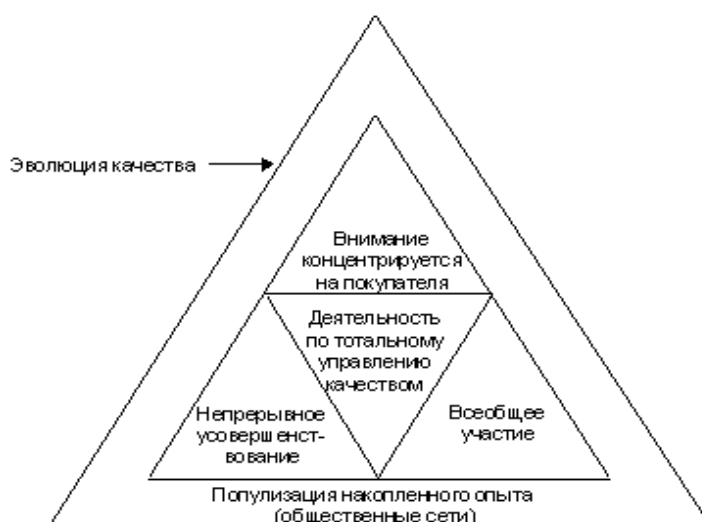 Эволюция качества
Внимание
концентрируется
на покупателя
Деятельность
по тотальному
управлению
качеством
Непрерывное
усовершенст-
вование
Всеобщее
участие
Популизация накопленного опыта
(общественные сети)